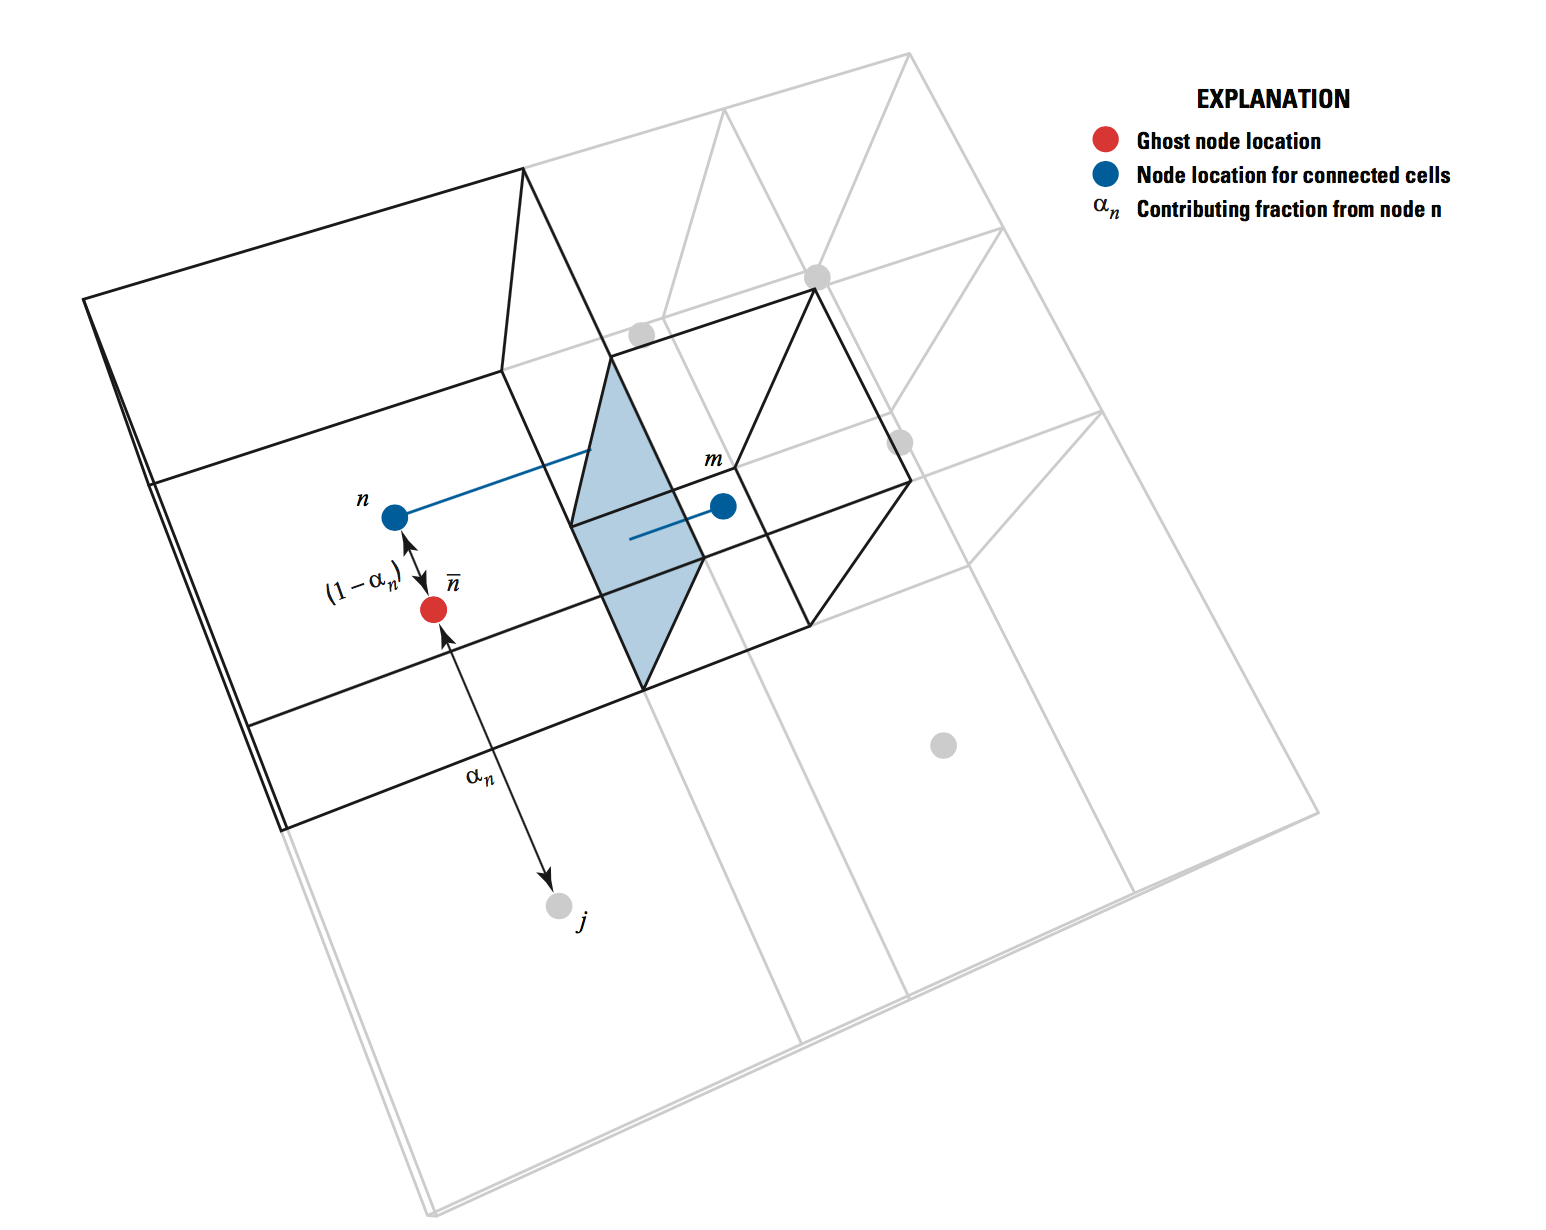 EXPLANATION
Ghost node location
Node location for connected cells
αn Contributing fraction from node n
m
n
(1 – αn)
n̅
αn
j